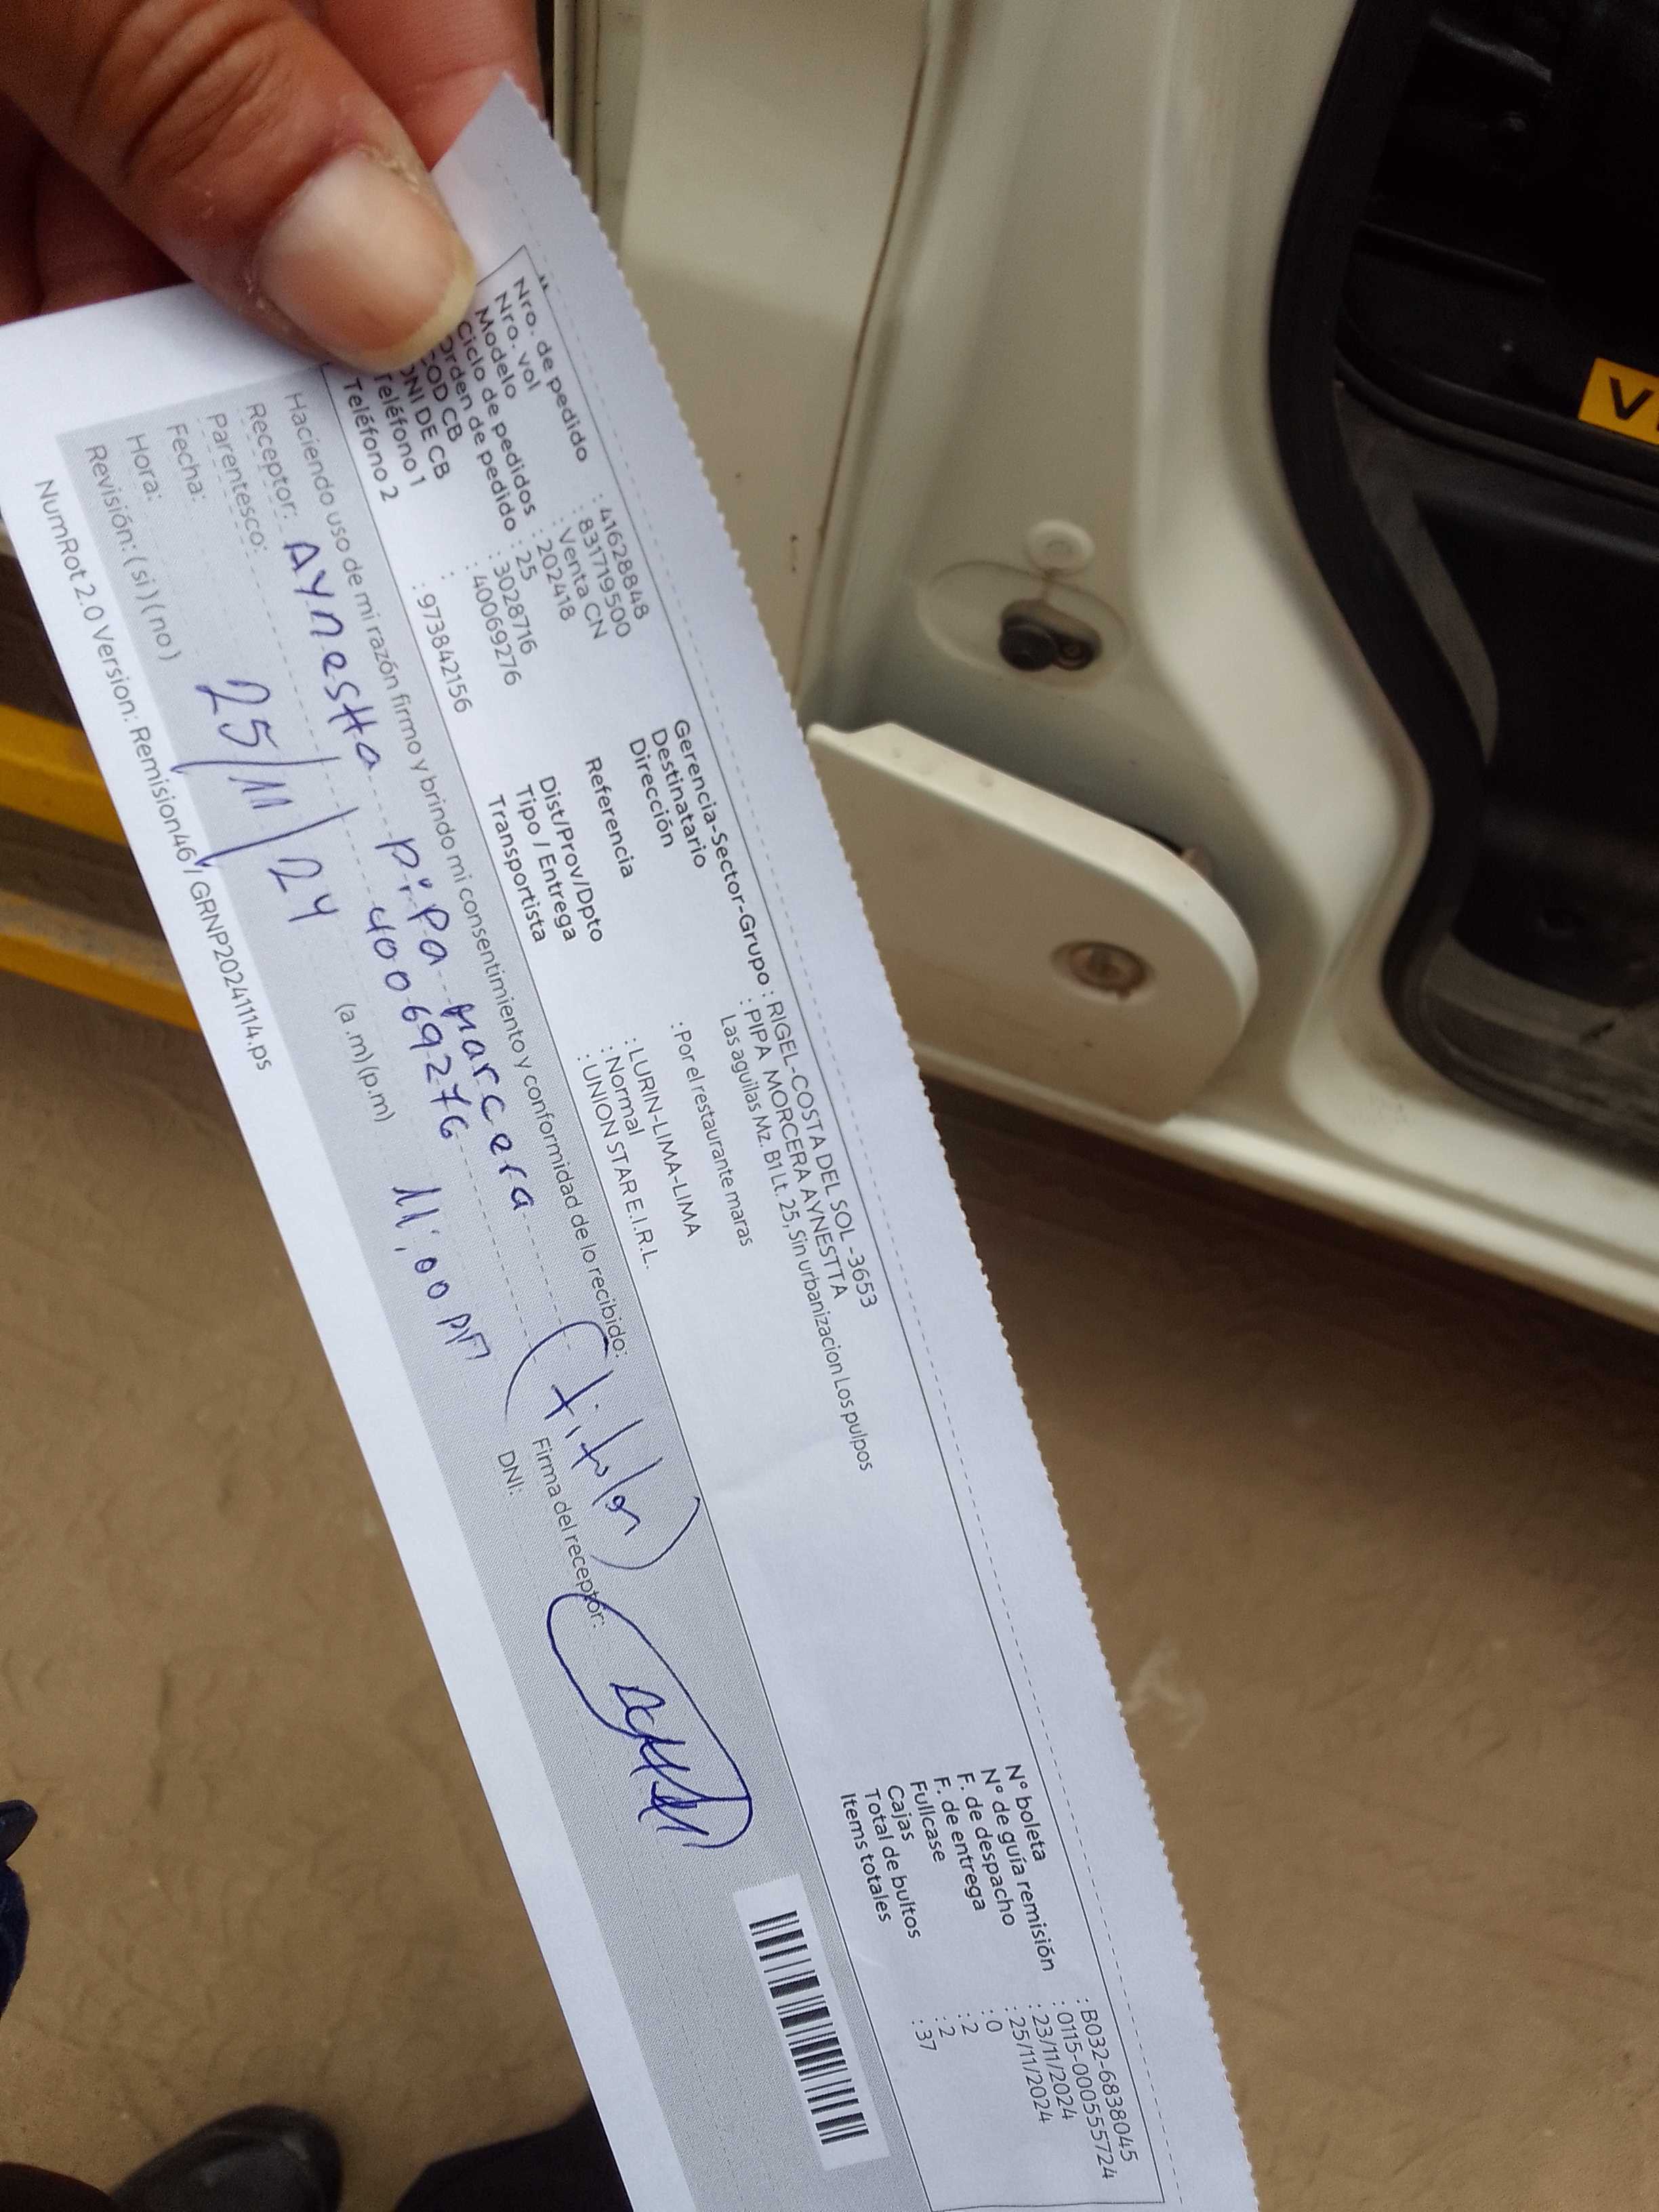 Nro. de pedido : 41628848
Nro. vol : 831719500
Modelo : Venta CN
Ciclo de pedidos : 202418
Orden de pedido : 25
COD CB : 3028716
DNI DE CB : 40069276
Teléfono 1 :
Teléfono 2 : 973842156
Gerencia-Sector-Grupo : RIGEL-COSTA DEL SOL -3653
Destinatario : PIPA MORCERA AYNESTTA
Dirección Las aguilas Mz. B1 Lt. 25, Sin urbanizacion Los pulpos
Referencia : Por el restaurante maras
Dist/Prov/Dpto : LURIN-LIMA-LIMA
Tipo / Entrega : Normal
Transportista : UNION STAR E.I.R.L.
N° boleta : B032-6838045
N° de guía remisión : 0115-000555724
F. de despacho : 23/11/2024
F. de entrega : 25/11/2024
Fullcase : 0
Cajas : 2
Total de bultos : 2
Items totales : 37
Haciendo uso de mi razón firmo y brindo mi consentimiento y conformidad de lo recibido:
Receptor: AYNestta Pipa Marcera (titolar)
Parentesco: 40069276
Fecha: 25/11/24 11:00 PM
Hora: (a.m) (p.m)
Revisión: (si) (no)
Firma del receptor:
DNI:
NumRot 2.0 Version: Remision46 / GRNP20241114.ps